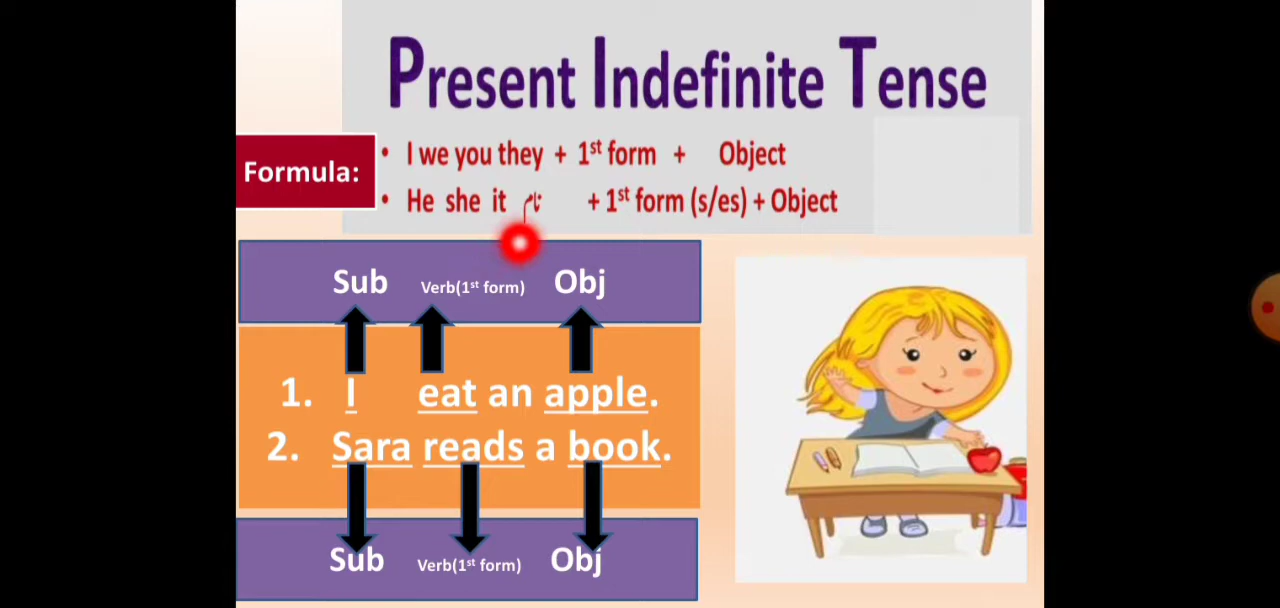 Present Indefinite Tense
Formula:
• I we you they + 1st form + Object
• He she it + 1st form (s/es) + Object
Sub Verb(1st form) Obj
1. I eat an apple.
2. Sara reads a book.
Sub Verb(1st form) Obj